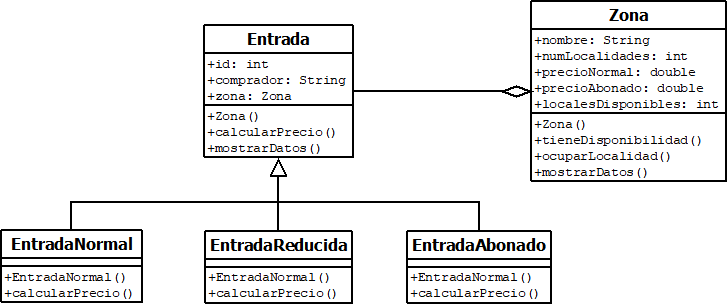 Entrada
+id: int
+comprador: String
+zona: Zona
+Zona()
+calcularPrecio()
+mostrarDatos()
Zona
+nombre: String
+numLocalidades: int
+precioNormal: double
+precioAbonado: double
+localesDisponibles: int
+Zona()
+tieneDisponibilidad()
+ocuparLocalidad()
+mostrarDatos()
EntradaNormal
+EntradaNormal()
+calcularPrecio()
EntradaReducida
+EntradaNormal()
+calcularPrecio()
EntradaAbonado
+EntradaNormal()
+calcularPrecio()